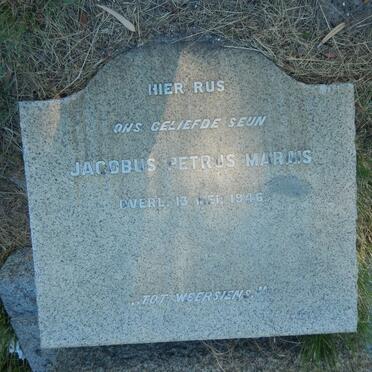 HIER RUS
ONS GELIEFDE SEUN
JACOBUS PETRUS MARAIS
OVERL. 13 1946
„TOT WEERSIENS.”